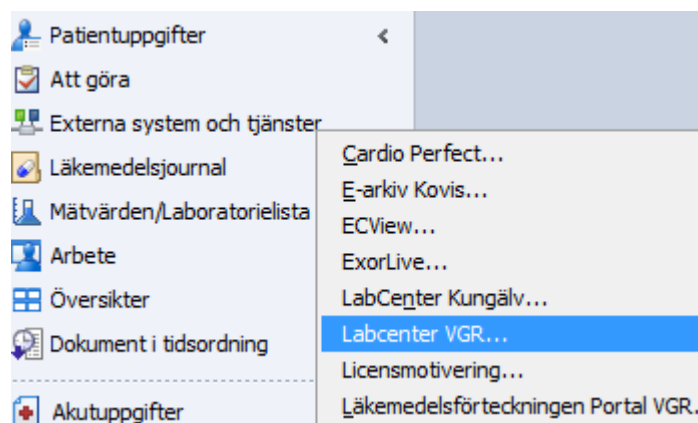 Patientuppgifter
Att göra
Externa system och tjänster
Läkemedelsjournal
Mätvärden/Laboratorielista
Arbete
Översikter
Dokument i tidsordning
Akutuppgifter
Cardio Perfect...
E-arkiv Kovis...
ECView...
ExorLive...
LabCenter Kungälv...
Labcenter VGR...
Licensmotivering...
Läkemedelsförteckningen Portal VGR.